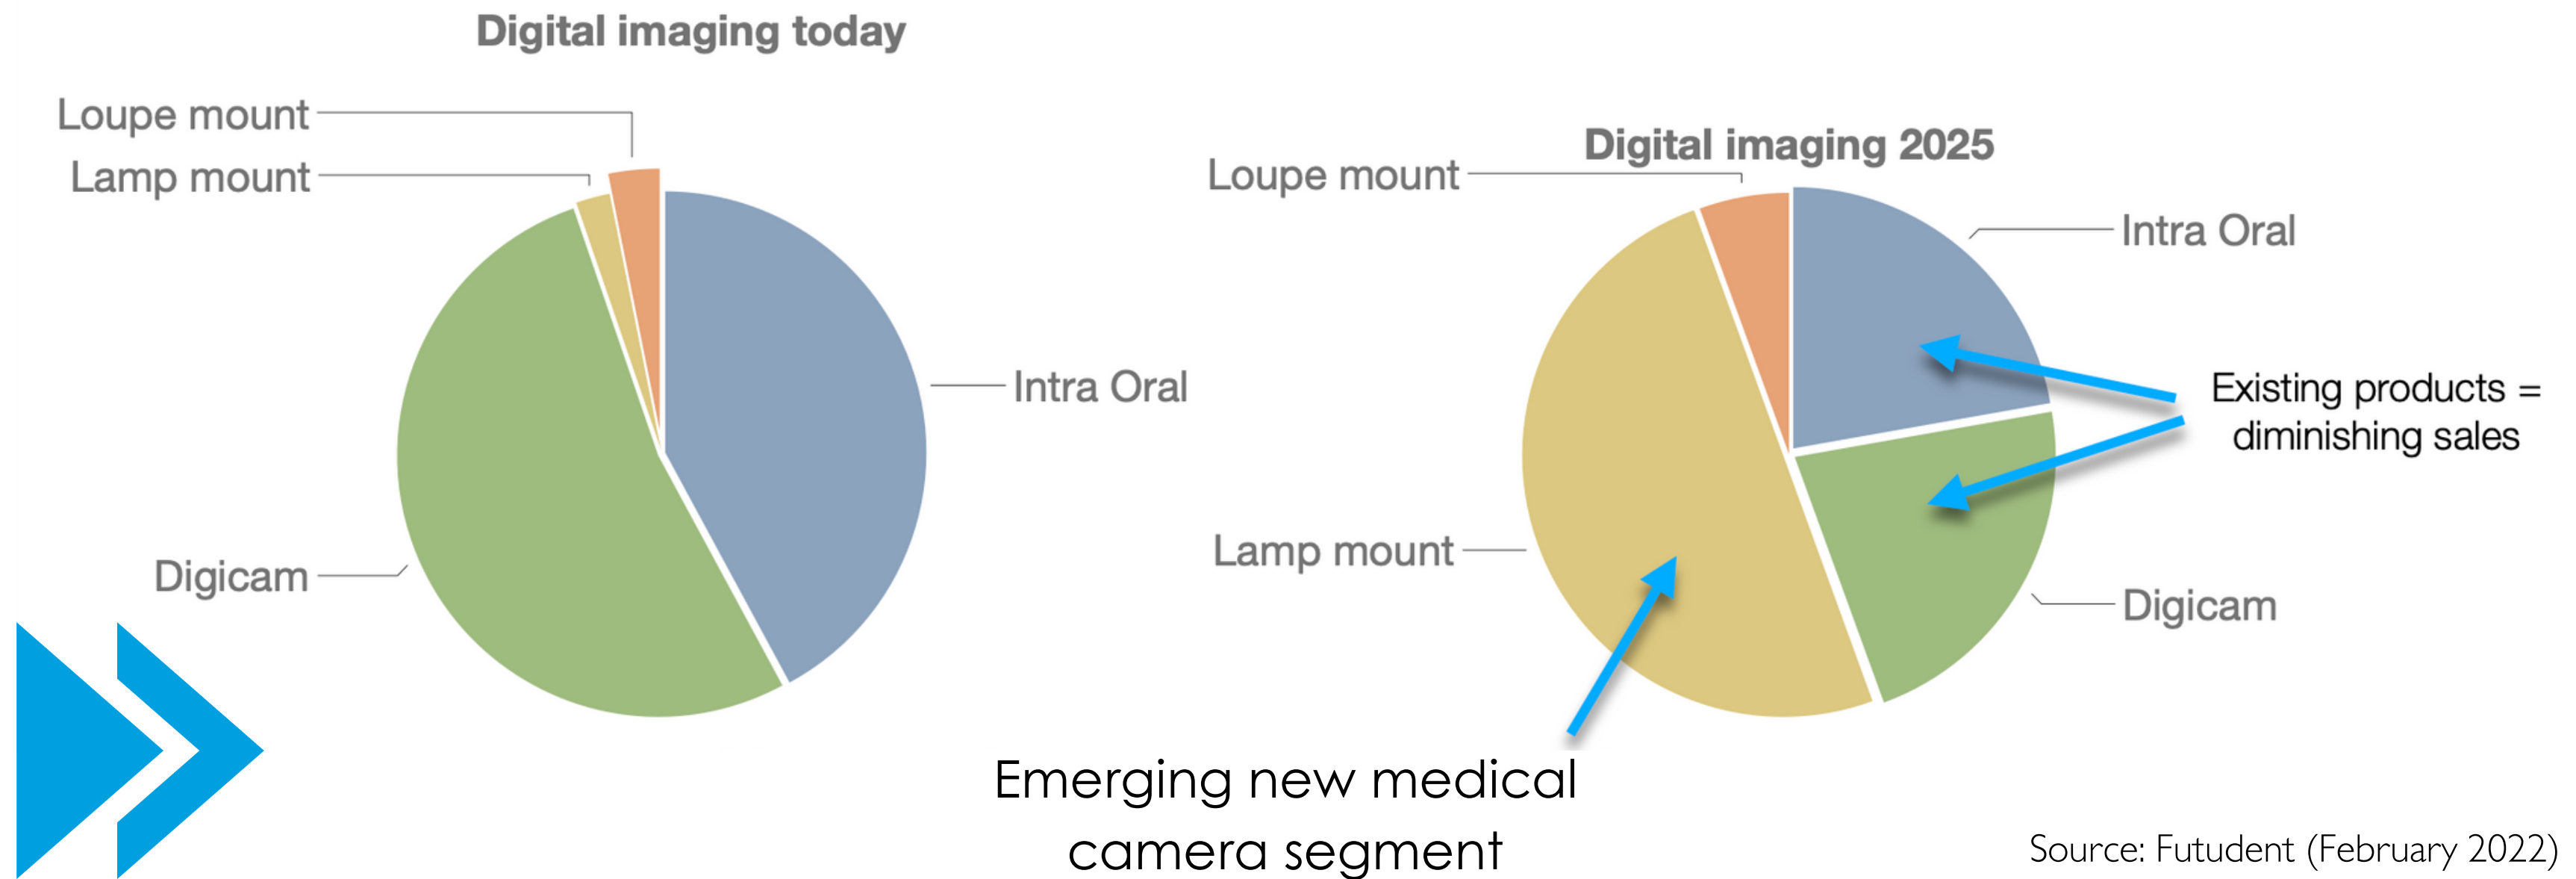 Digital imaging today
Loupe mount
Lamp mount
Intra Oral
Digicam
Digital imaging 2025
Loupe mount
Intra Oral
Existing products =
diminishing sales
Lamp mount
Digicam
Emerging new medical
camera segment
Source: Futudent (February 2022)